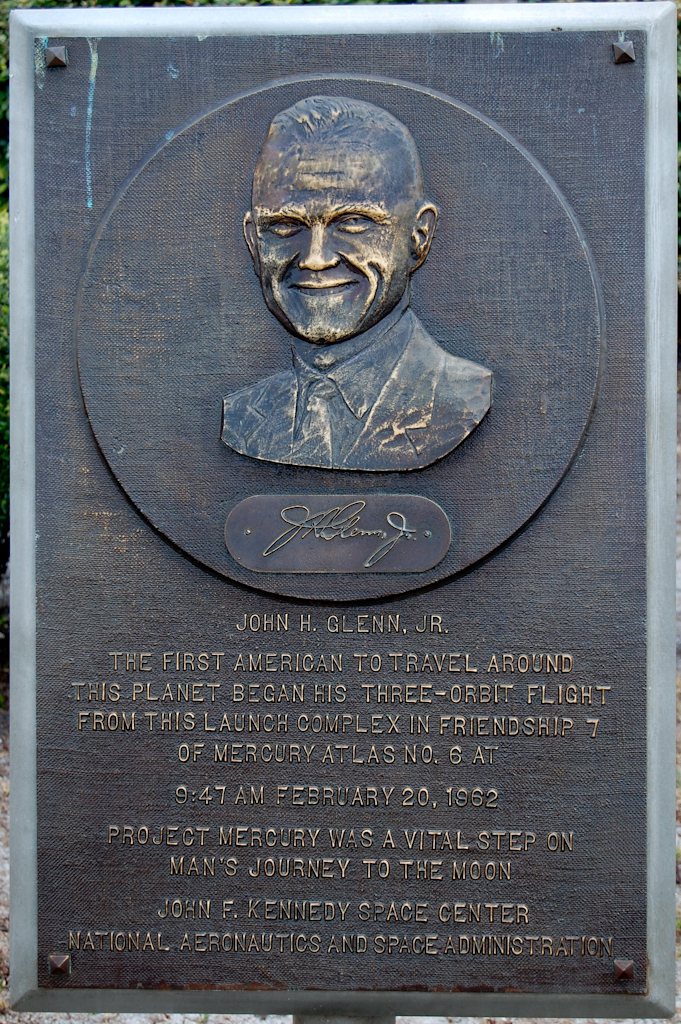 JHGlenn, Jr.
JOHN H. GLENN, JR.
THE FIRST AMERICAN TO TRAVEL AROUND
THIS PLANET BEGAN HIS THREE-ORBIT FLIGHT
FROM THIS LAUNCH COMPLEX IN FRIENDSHIP 7
OF MERCURY ATLAS NO. 6 AT
9:47 AM FEBRUARY 20, 1962
PROJECT MERCURY WAS A VITAL STEP ON
MAN'S JOURNEY TO THE MOON
JOHN F. KENNEDY SPACE CENTER
NATIONAL AERONAUTICS AND SPACE ADMINISTRATION